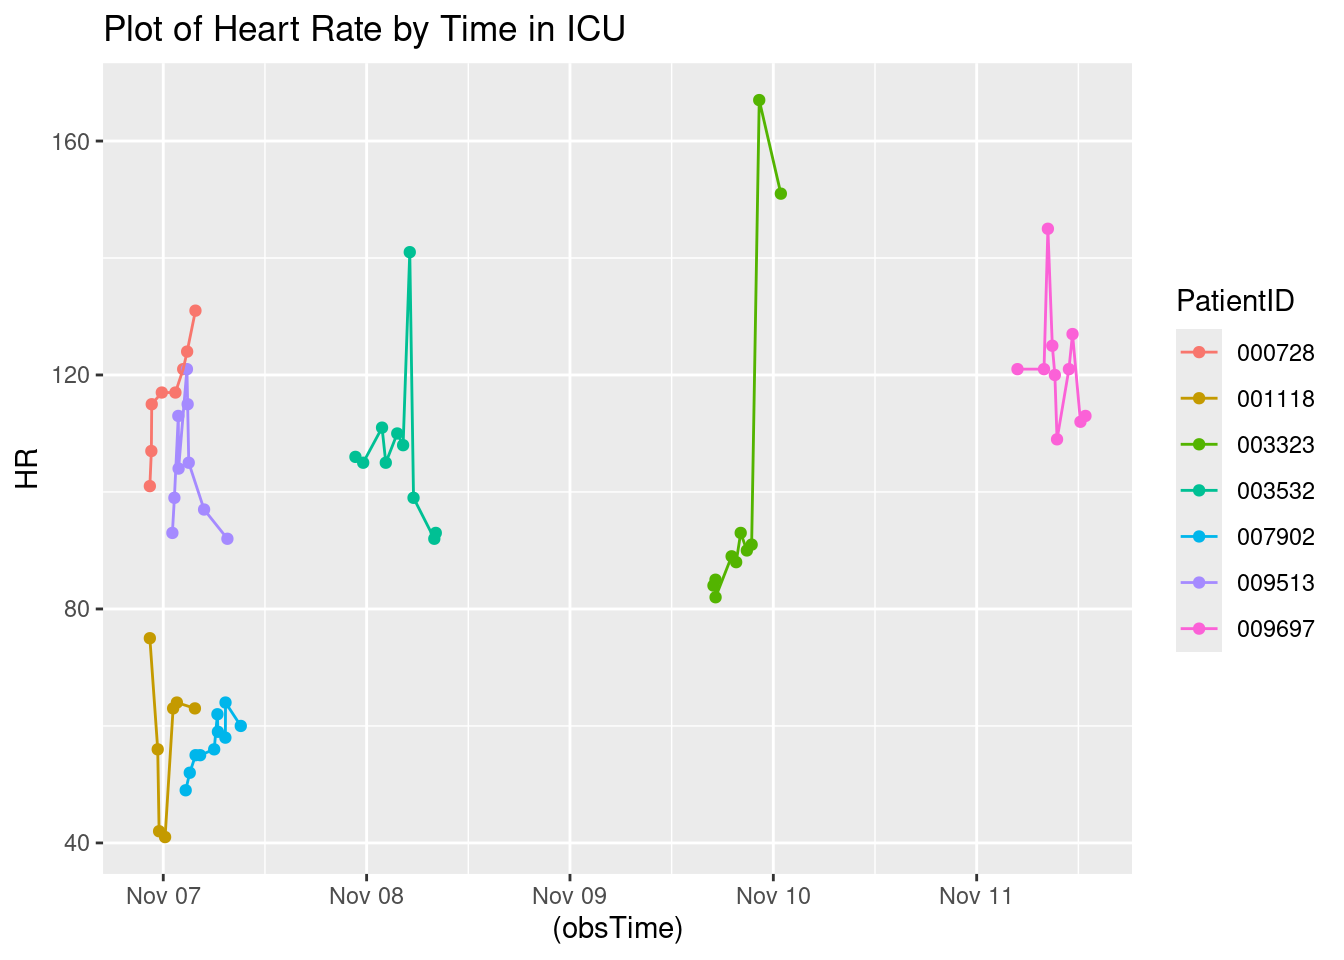 Plot of Heart Rate by Time in ICU
HR
160
120
80
40
Nov 07
Nov 08
Nov 09
Nov 10
Nov 11
(obsTime)
PatientID
000728
001118
003323
003532
007902
009513
009697